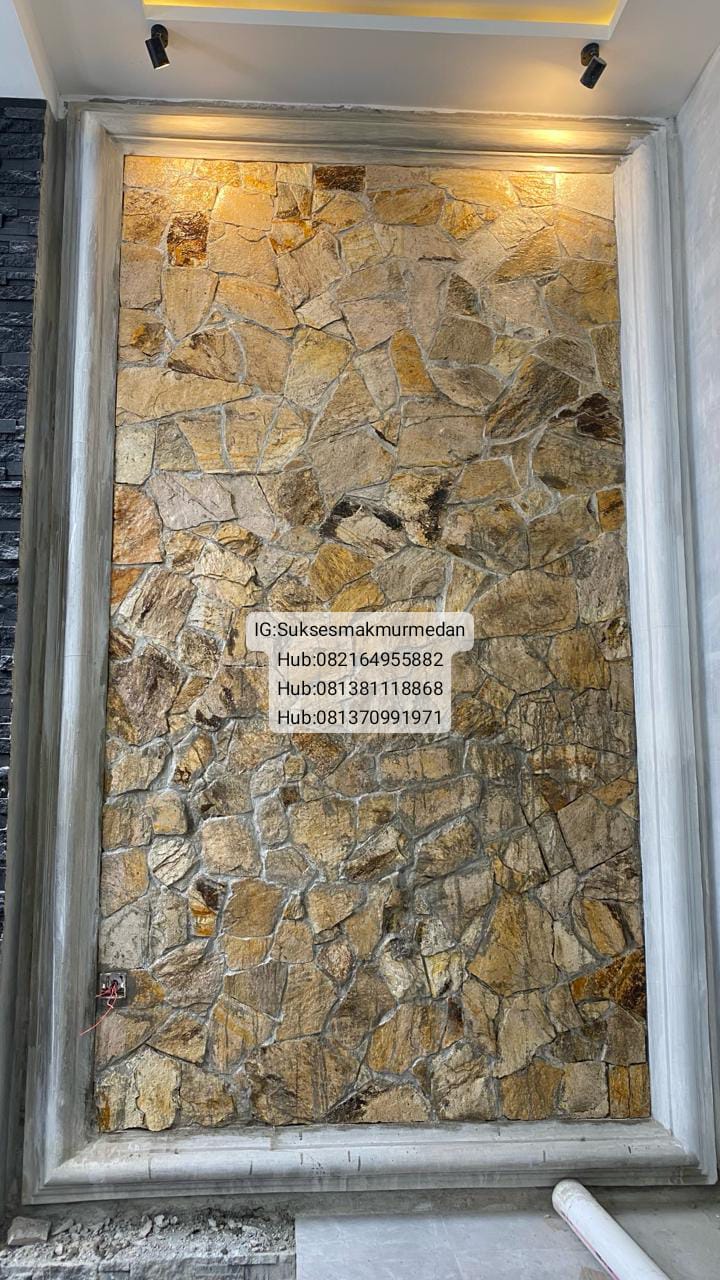 IG:Suksesmakmurmedan
Hub:082164955882
Hub:081381118868
Hub:081370991971